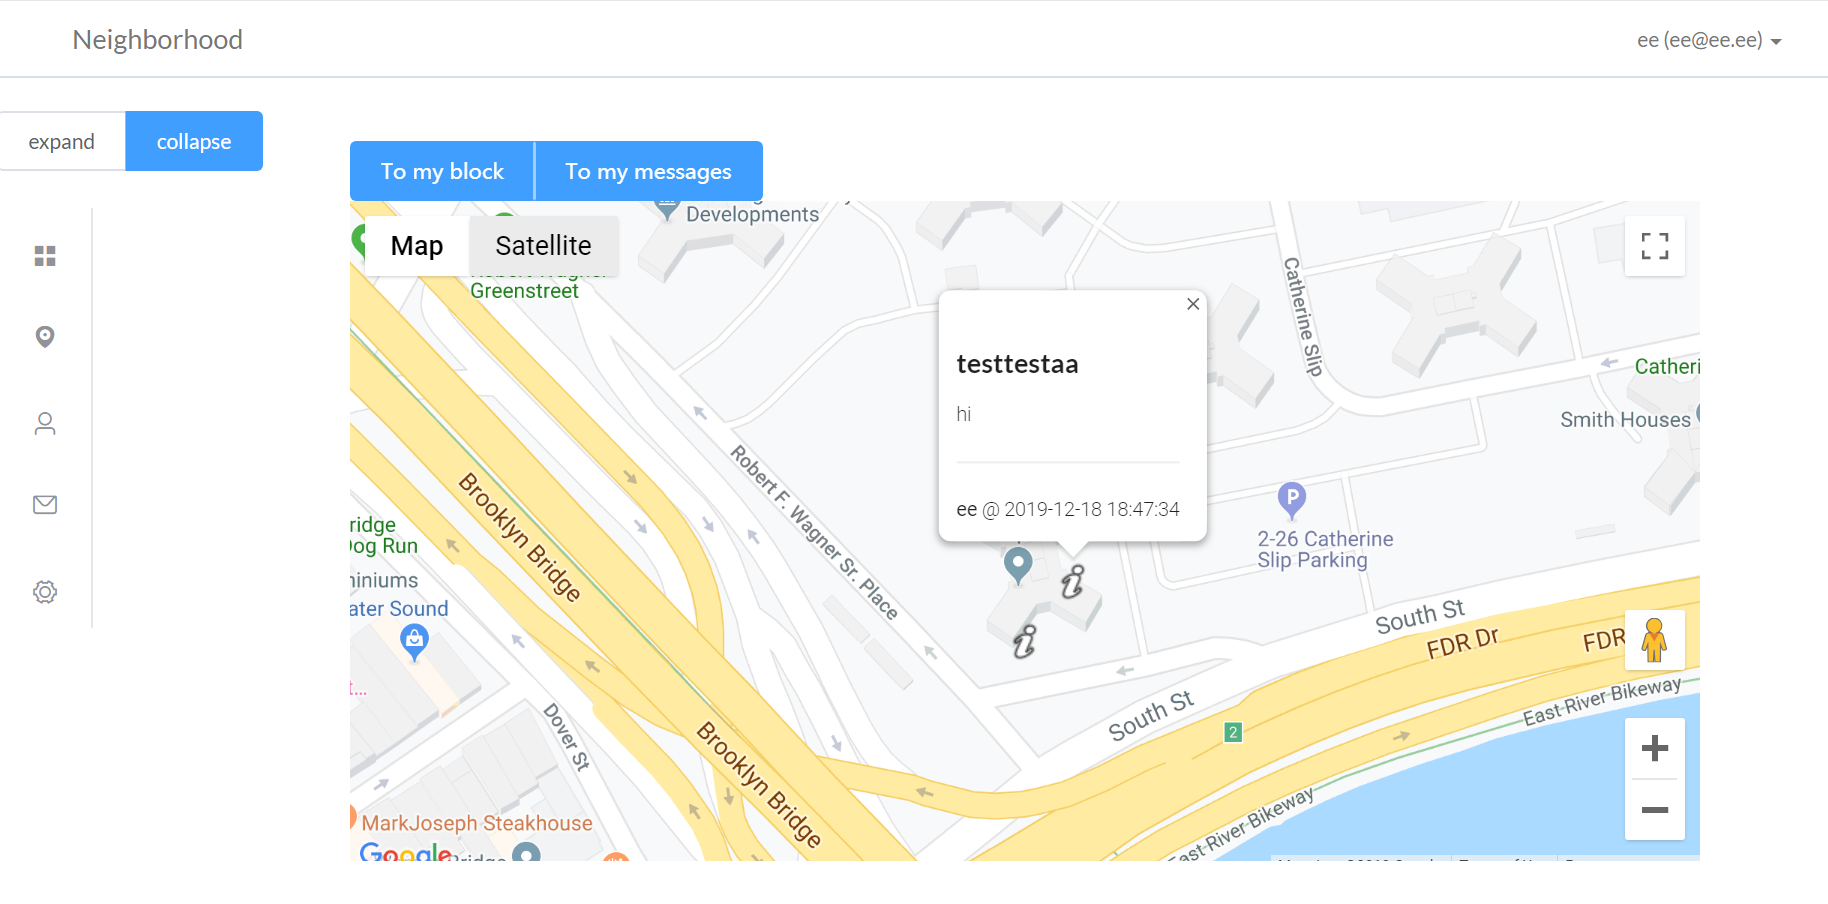 Neighborhood
ee (ee@ee.ee)
expand
collapse
To my block
To my messages
Developments
Map
Satellite
Greenstreet
Catherine Slip
testtestaa
hi
ee @ 2019-12-18 18:47:34
Catheri
Smith Houses
Robert F. Wagner Sr. Place
Brooklyn Bridge
P
2-26 Catherine
Slip Parking
ridge
Dog Run
iniums
ater Sound
South St
FDR Dr
FDR
t...
East River Bikeway
South St
2
Dover St
Brooklyn Bridge
East River Bikeway
MarkJoseph Steakhouse
Google